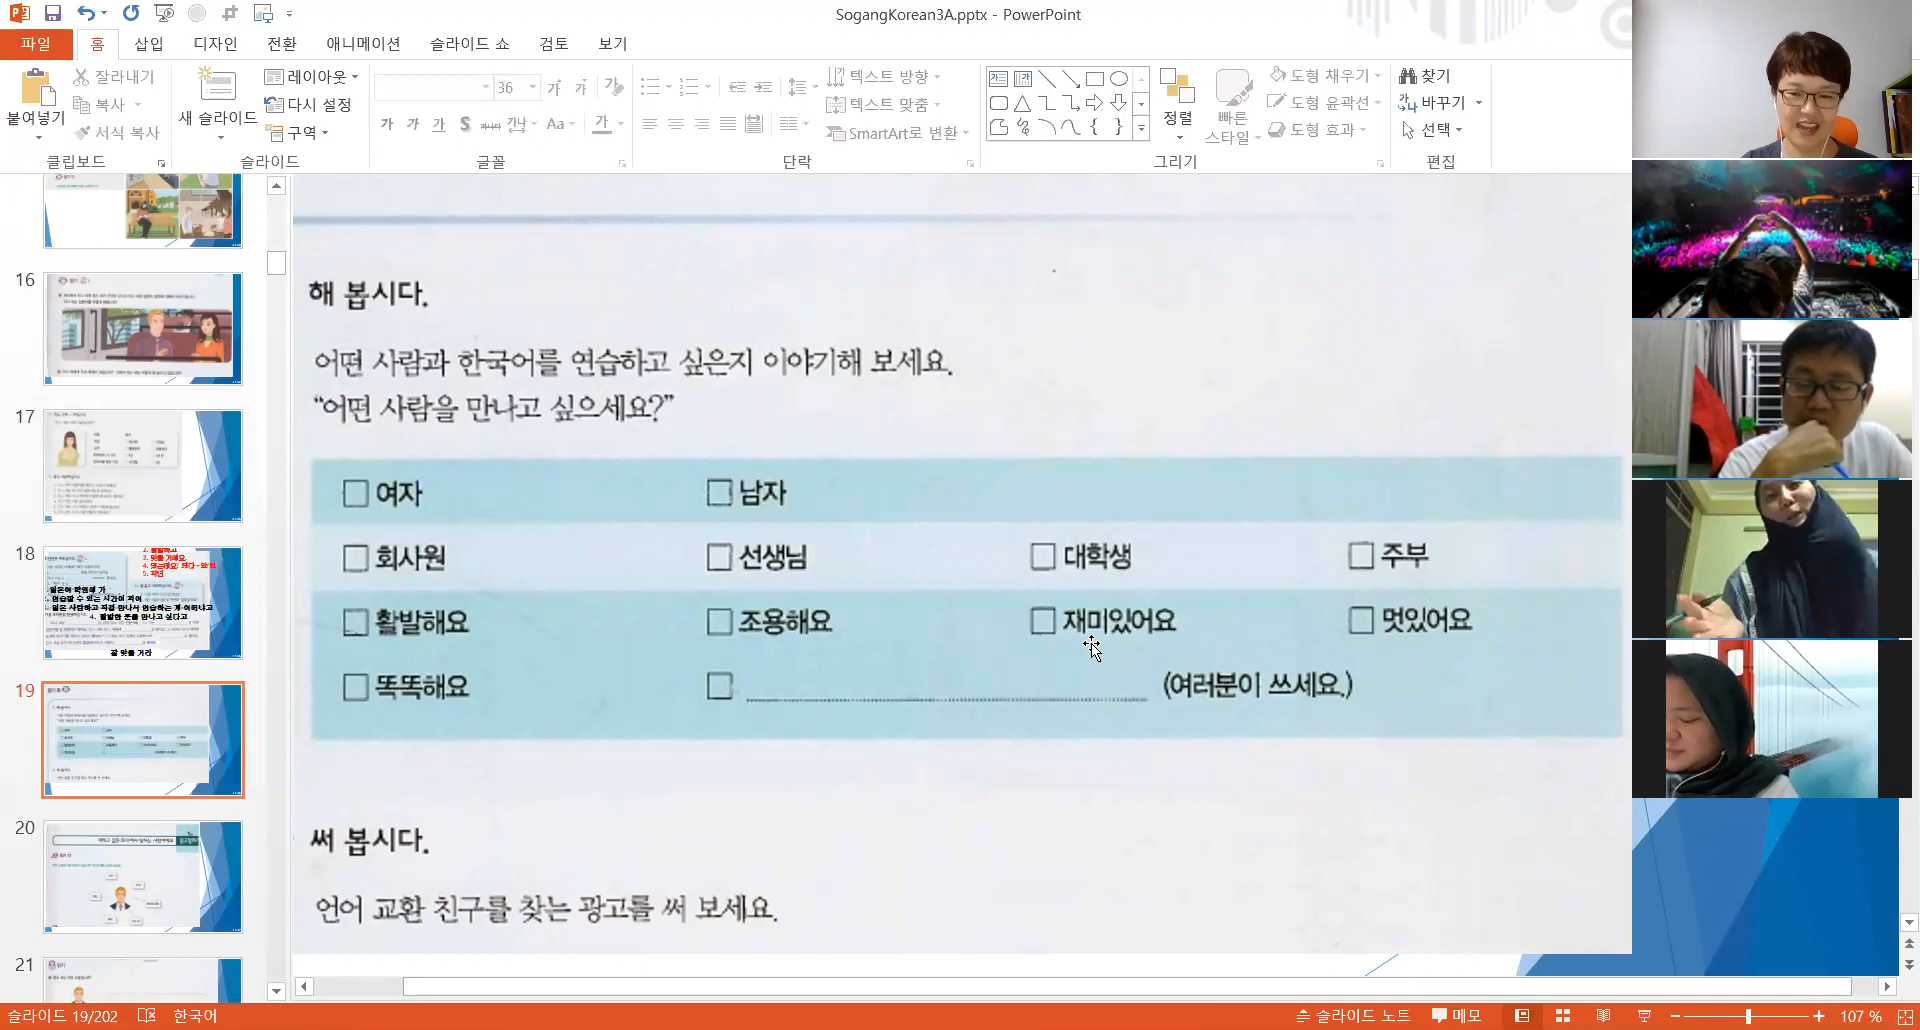 SogangKorean3A.pptx - PowerPoint
파일 홈 삽입 디자인 전환 애니메이션 슬라이드 쇼 검토 보기
붙여넣기
잘라내기
복사
서식 복사
클립보드
새 슬라이드
레이아웃
다시 설정
구역
슬라이드
36
가 가 가 S 가나다 간 Aa 가
글꼴
텍스트 방향
텍스트 맞춤
SmartArt로 변환
단락
정렬
빠른 스타일
도형 채우기
도형 윤곽선
도형 효과
그리기
찾기
바꾸기
선택
편집
16
17
18
19
20
21
해 봅시다.
어떤 사람과 한국어를 연습하고 싶은지 이야기해 보세요.
“어떤 사람을 만나고 싶으세요?”
여자 남자
회사원 선생님 대학생 주부
활발해요 조용해요 재미있어요 멋있어요
똑똑해요 (여러분이 쓰세요.)
써 봅시다.
언어 교환 친구를 찾는 광고를 써 보세요.
슬라이드 19/202 한국어 슬라이드 노트 메모 107 %